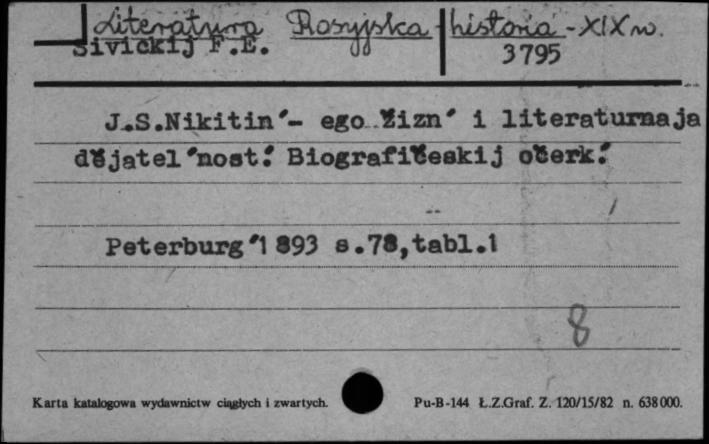 Literatura Rosyjska - historia - XIX w.
Sivickij F.E.
3795
J.S.Nikitin'- ego žizn' i literaturnaja
dějatel'nost'. Biografičeskij očerk.
Peterburg 1893 s.78,tabl.1
8
Karta katalogowa wydawnictw ciągłych i zwartych.
Pu-B-144 Ł.Z.Graf. Z. 120/15/82 n. 638000.